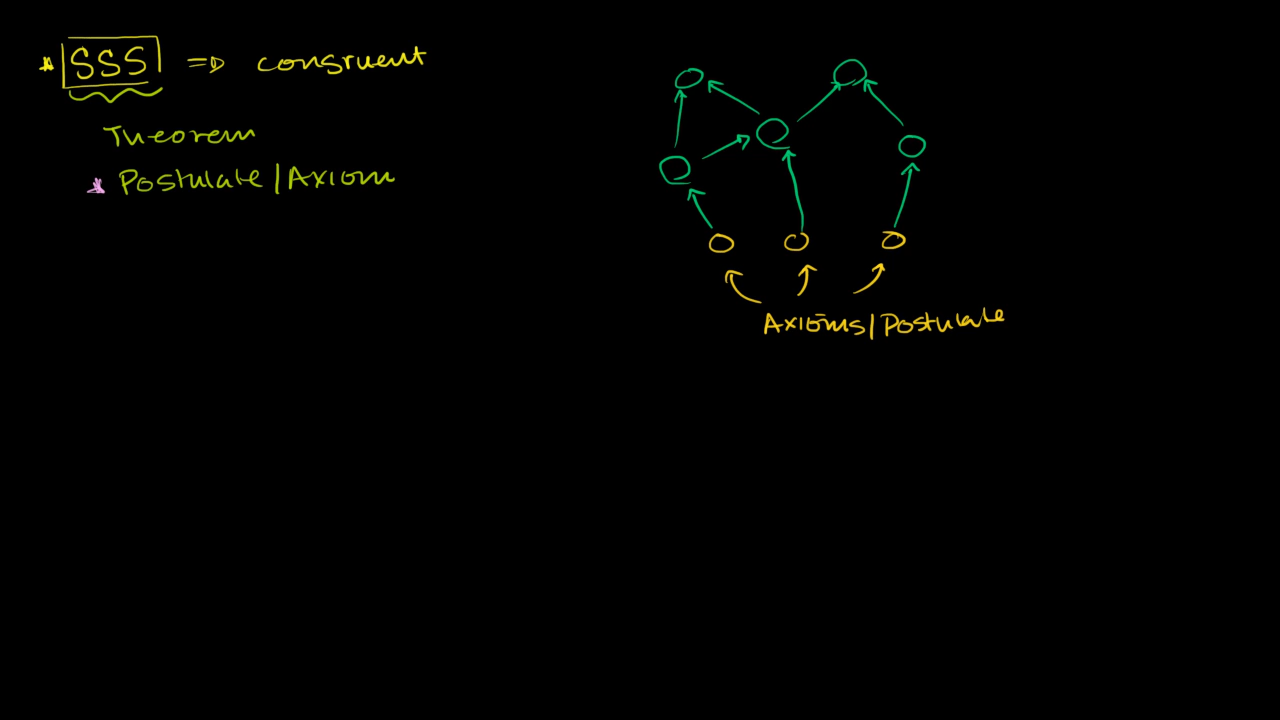 SSS => congruent
Theorem
Postulate/Axiom
Axioms/Postulate